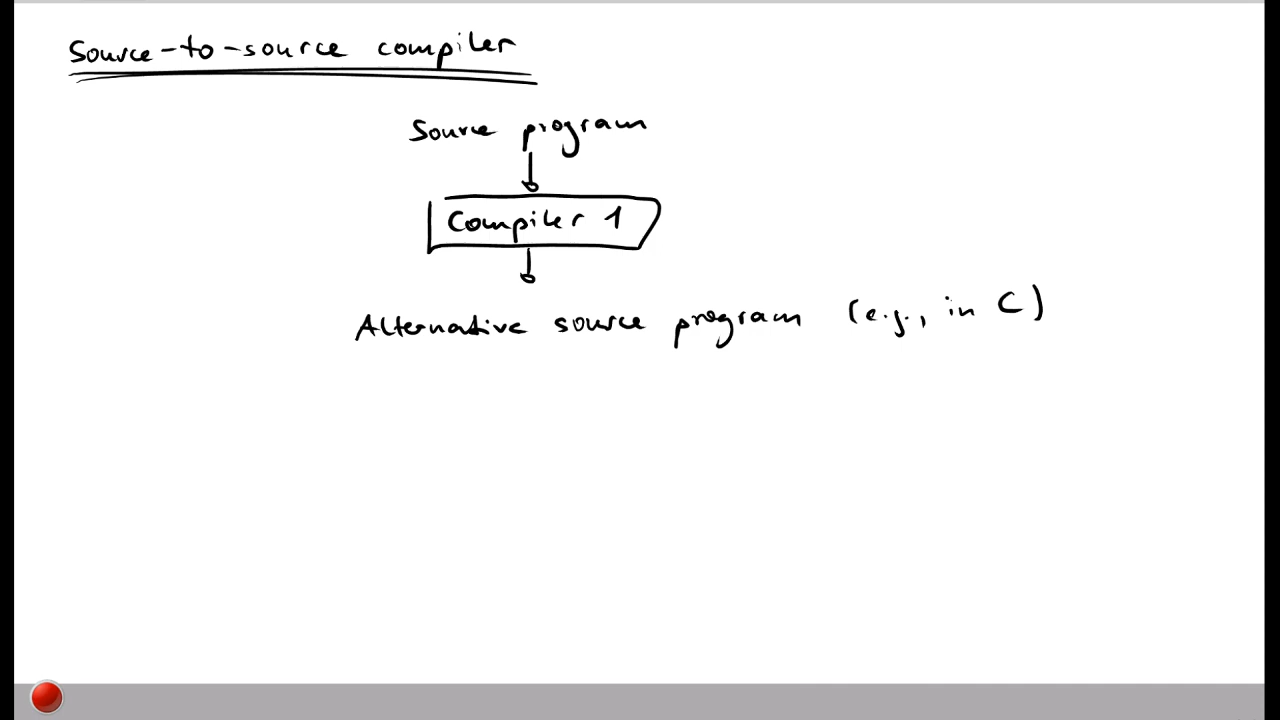 Source-to-source compiler
Source program
Compiler 1
Alternative source program (e.g., in C)